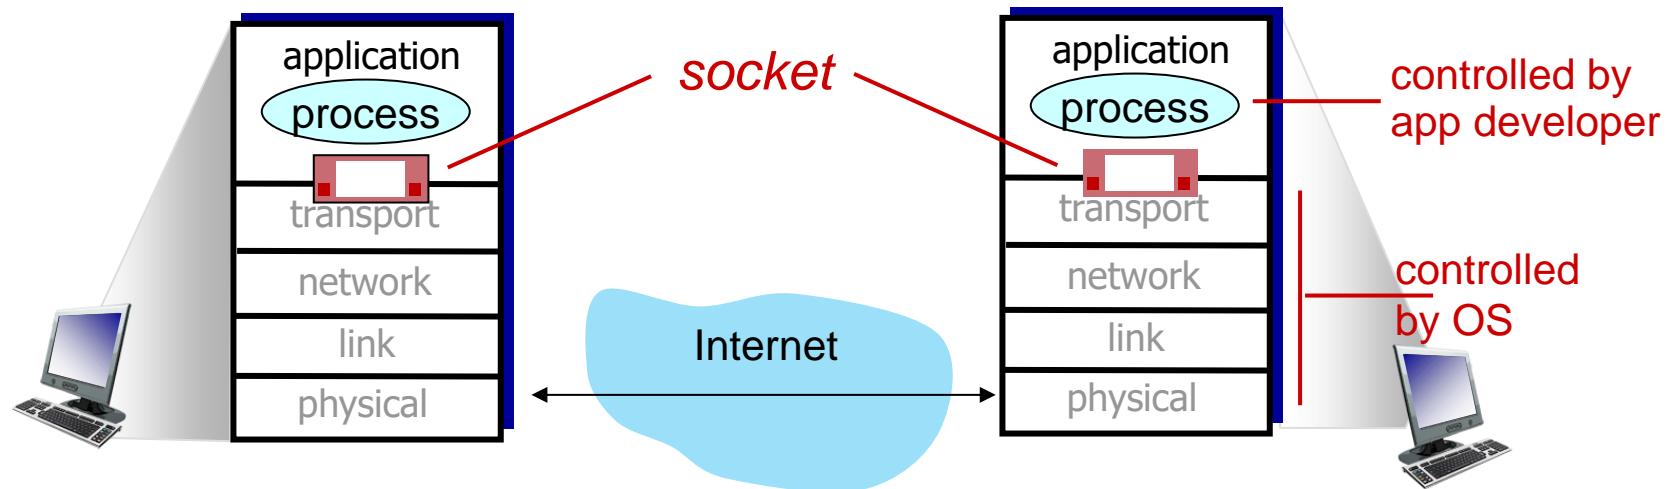 application
process
transport
network
link
physical
socket
Internet
application
process
transport
network
link
physical
controlled by
app developer
controlled
by OS